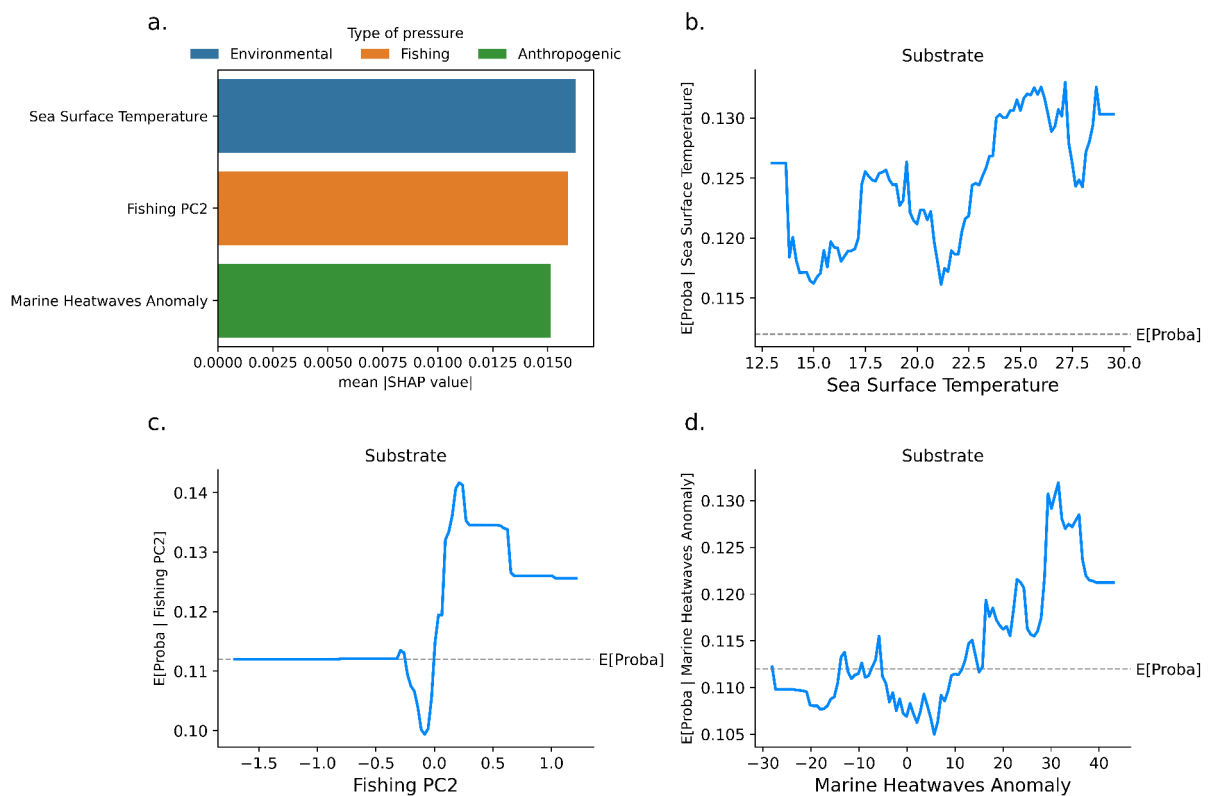 a.
Type of pressure
Environmental Fishing Anthropogenic
Sea Surface Temperature
Fishing PC2
Marine Heatwaves Anomaly
0.0000 0.0025 0.0050 0.0075 0.0100 0.0125 0.0150
mean |SHAP value|
b.
Substrate
E[Proba | Sea Surface Temperature]
0.130
0.125
0.120
0.115
E[Proba]
12.5 15.0 17.5 20.0 22.5 25.0 27.5 30.0
Sea Surface Temperature
c.
Substrate
E[Proba | Fishing PC2]
0.14
0.13
0.12
0.11
0.10
E[Proba]
−1.5 −1.0 −0.5 0.0 0.5 1.0
Fishing PC2
d.
Substrate
E[Proba | Marine Heatwaves Anomaly]
0.130
0.125
0.120
0.115
0.110
0.105
E[Proba]
−30 −20 −10 0 10 20 30 40
Marine Heatwaves Anomaly